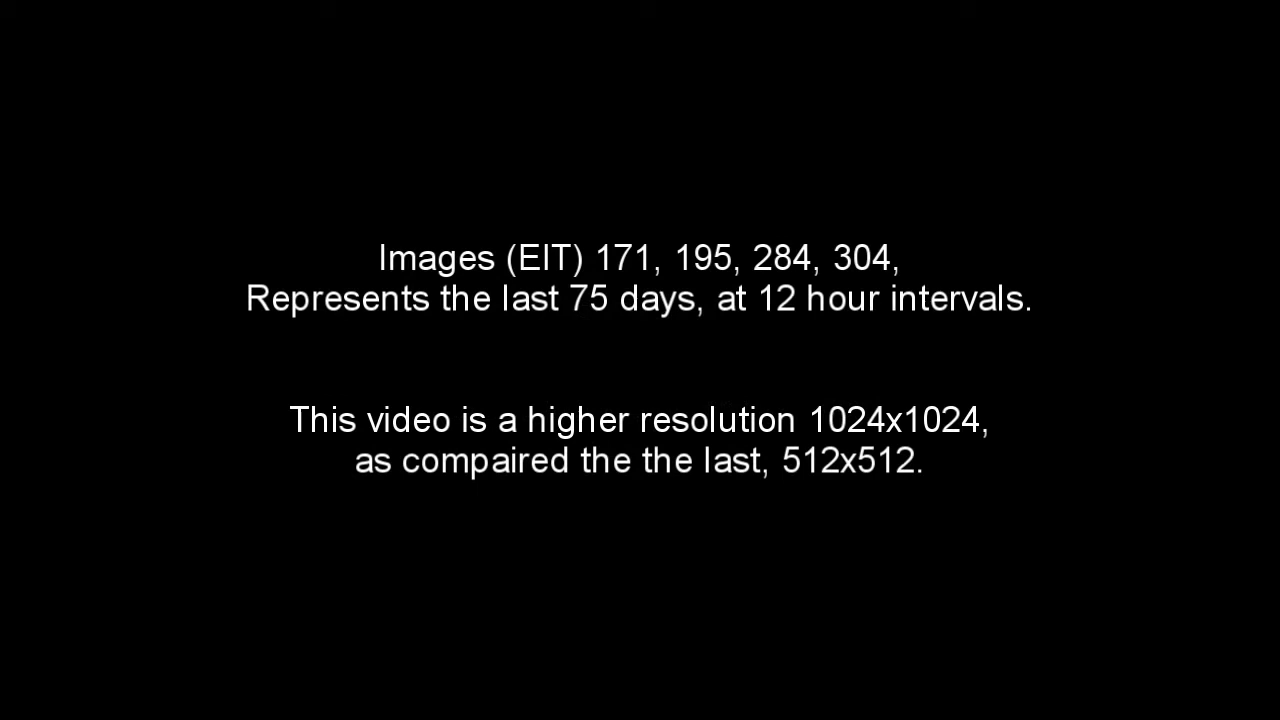 Images (EIT) 171, 195, 284, 304,
Represents the last 75 days, at 12 hour intervals.
This video is a higher resolution 1024x1024,
as compaired the the last, 512x512.